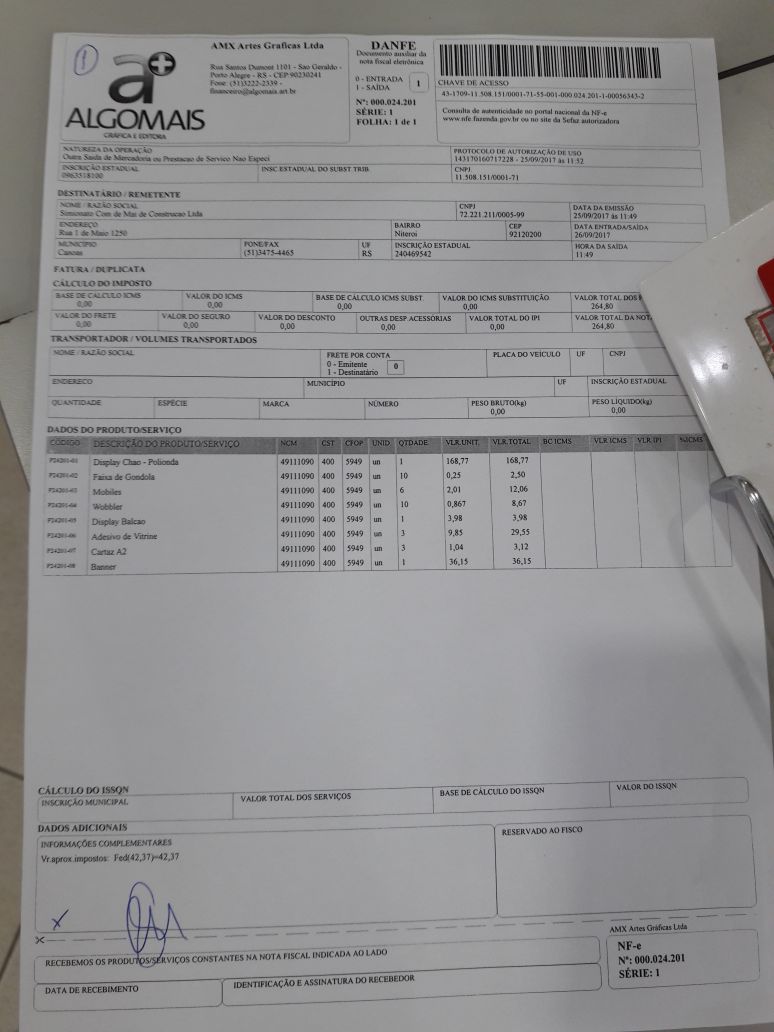 1
a+
ALGOMAIS
GRÁFICA E EDITORA
AMX Artes Graficas Ltda
Rua Santos Dumont 1101 - Sao Geraldo -
Porto Alegre - RS - CEP 90230241
Fone: (51)3222-2339 -
financeiro@algomais.art.br
DANFE
Documento auxiliar da
nota fiscal eletrônica
0 - ENTRADA
1 - SAÍDA
1
Nº: 000.024.201
SÉRIE: 1
FOLHA: 1 de 1
CHAVE DE ACESSO
43-1709-11.508.151/0001-71-55-001-000.024.201-1-00056343-2
Consulta de autenticidade no portal nacional da NF-e
www.nfe.fazenda.gov.br ou no site da Sefaz autorizadora
NATUREZA DA OPERAÇÃO
Outra Saida de Mercadoria ou Prestacao de Servico Nao Especi
PROTOCOLO DE AUTORIZAÇÃO DE USO
143170160717228 - 25/09/2017 às 11:52
INSCRIÇÃO ESTADUAL
0963518100
INSC.ESTADUAL DO SUBST TRIB.
CNPJ
11.508.151/0001-71
DESTINATÁRIO / REMETENTE
NOME / RAZÃO SOCIAL
Simionato Com de Mat de Construcao Ltda
CNPJ
72.221.211/0005-99
DATA DA EMISSÃO
25/09/2017 às 11:49
ENDEREÇO
Rua 1 de Maio 1250
BAIRRO
Niteroi
CEP
92120200
DATA ENTRADA/SAÍDA
26/09/2017
MUNICÍPIO
Canoas
FONE/FAX
(51)3475-4465
UF
RS
INSCRIÇÃO ESTADUAL
240469542
HORA DA SAÍDA
11:49
FATURA / DUPLICATA
CÁLCULO DO IMPOSTO
BASE DE CÁLCULO ICMS
0,00
VALOR DO ICMS
0,00
BASE DE CÁLCULO ICMS SUBST.
0,00
VALOR DO ICMS SUBSTITUIÇÃO
0,00
VALOR TOTAL DOS
264,80
VALOR DO FRETE
0,00
VALOR DO SEGURO
0,00
VALOR DO DESCONTO
0,00
OUTRAS DESP ACESSÓRIAS
0,00
VALOR TOTAL DO IPI
0,00
VALOR TOTAL DA NOT
264,80
TRANSPORTADOR / VOLUMES TRANSPORTADOS
NOME / RAZÃO SOCIAL
FRETE POR CONTA
0 - Emitente
1 - Destinatário
0
PLACA DO VEÍCULO
UF
CNPJ
ENDERECO
MUNICÍPIO
UF
INSCRIÇÃO ESTADUAL
QUANTIDADE
ESPÉCIE
MARCA
NÚMERO
PESO BRUTO(kg)
0,00
PESO LÍQUIDO(kg)
0,00
DADOS DO PRODUTO/SERVIÇO
CÓDIGO DESCRIÇÃO DO PRODUTO/SERVIÇO NCM CST CFOP UNID QTDADE VLR.UNIT. VLR.TOTAL BC ICMS VLR.ICMS VLR.IPI %ICMS
P24201-01 Display Chao - Polionda 49111090 400 5949 un 1 168,77 168,77
P24201-02 Faixa de Gondola 49111090 400 5949 un 10 0,25 2,50
P24201-03 Mobiles 49111090 400 5949 un 6 2,01 12,06
P24201-04 Wobbler 49111090 400 5949 un 10 0,867 8,67
P24201-05 Display Balcao 49111090 400 5949 un 1 3,98 3,98
P24201-06 Adesivo de Vitrine 49111090 400 5949 un 3 9,85 29,55
P24201-07 Cartaz A2 49111090 400 5949 un 3 1,04 3,12
P24201-08 Banner 49111090 400 5949 un 1 36,15 36,15
CÁLCULO DO ISSQN
INSCRIÇÃO MUNICIPAL
VALOR TOTAL DOS SERVIÇOS
BASE DE CÁLCULO DO ISSQN
VALOR DO ISSQN
DADOS ADICIONAIS
INFORMAÇÕES COMPLEMENTARES
Vr.aprox.impostos: Fed(42,37)=42,37
RESERVADO AO FISCO
X
RECEBEMOS OS PRODUTOS/SERVIÇOS CONSTANTES NA NOTA FISCAL INDICADA AO LADO
DATA DE RECEBIMENTO
IDENTIFICAÇÃO E ASSINATURA DO RECEBEDOR
AMX Artes Gráficas Ltda
NF-e
Nº: 000.024.201
SÉRIE: 1